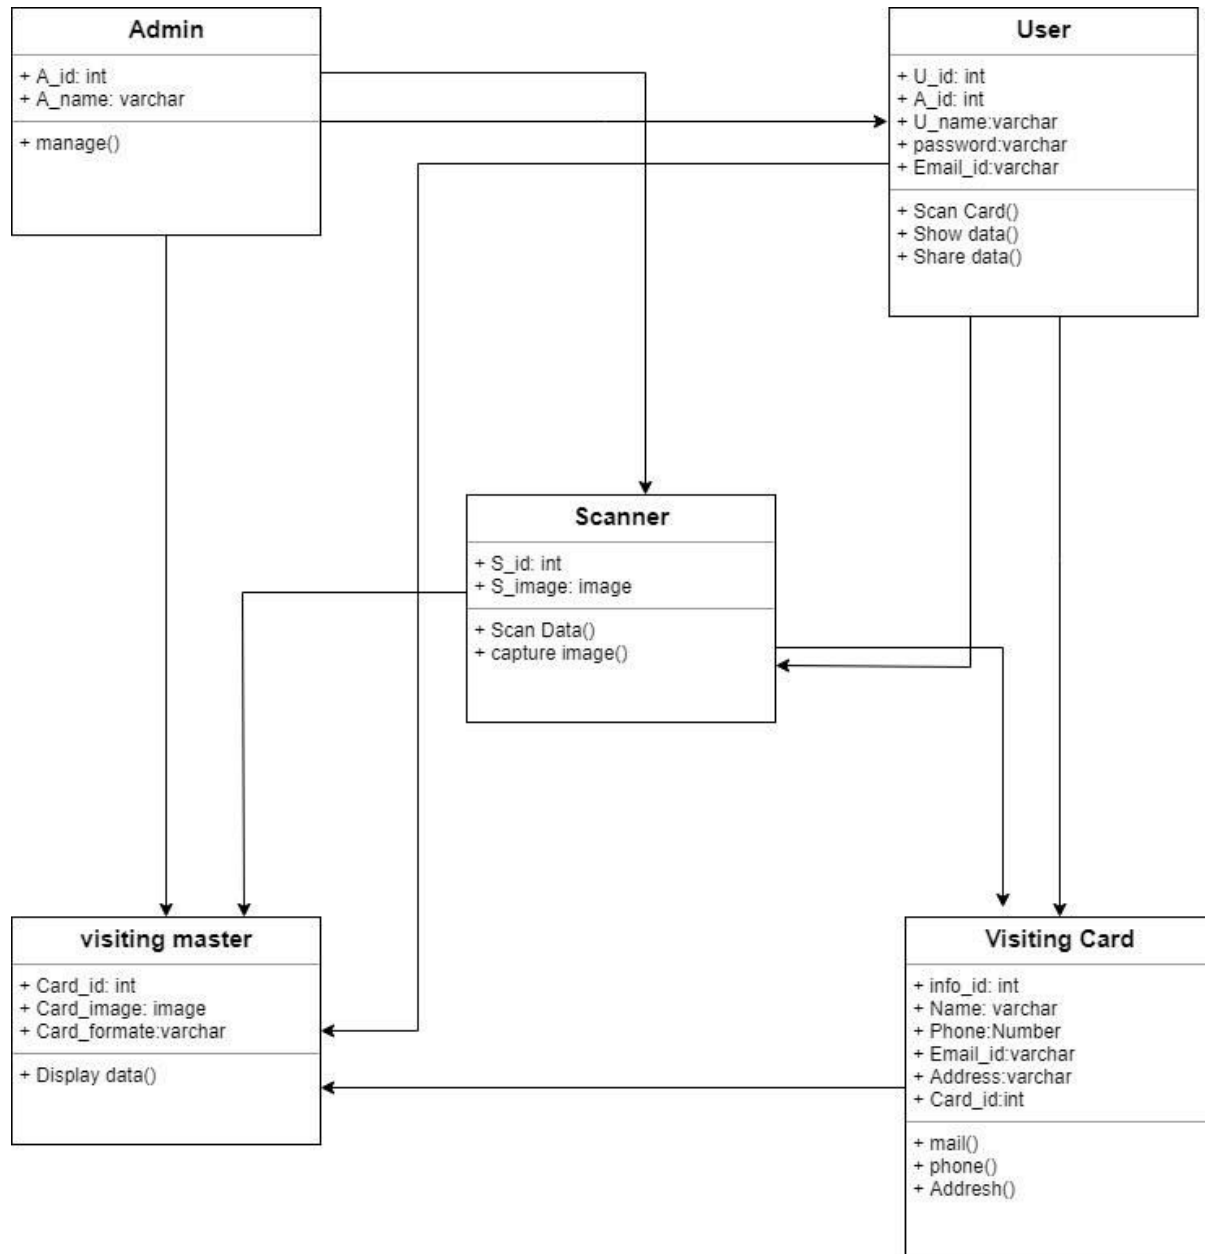 Admin
+ A_id: int
+ A_name: varchar
+ manage()
User
+ U_id: int
+ A_id: int
+ U_name:varchar
+ password:varchar
+ Email_id:varchar
+ Scan Card()
+ Show data()
+ Share data()
Scanner
+ S_id: int
+ S_image: image
+ Scan Data()
+ capture image()
visiting master
+ Card_id: int
+ Card_image: image
+ Card_formate:varchar
+ Display data()
Visiting Card
+ info_id: int
+ Name: varchar
+ Phone:Number
+ Email_id:varchar
+ Address:varchar
+ Card_id:int
+ mail()
+ phone()
+ Addresh()